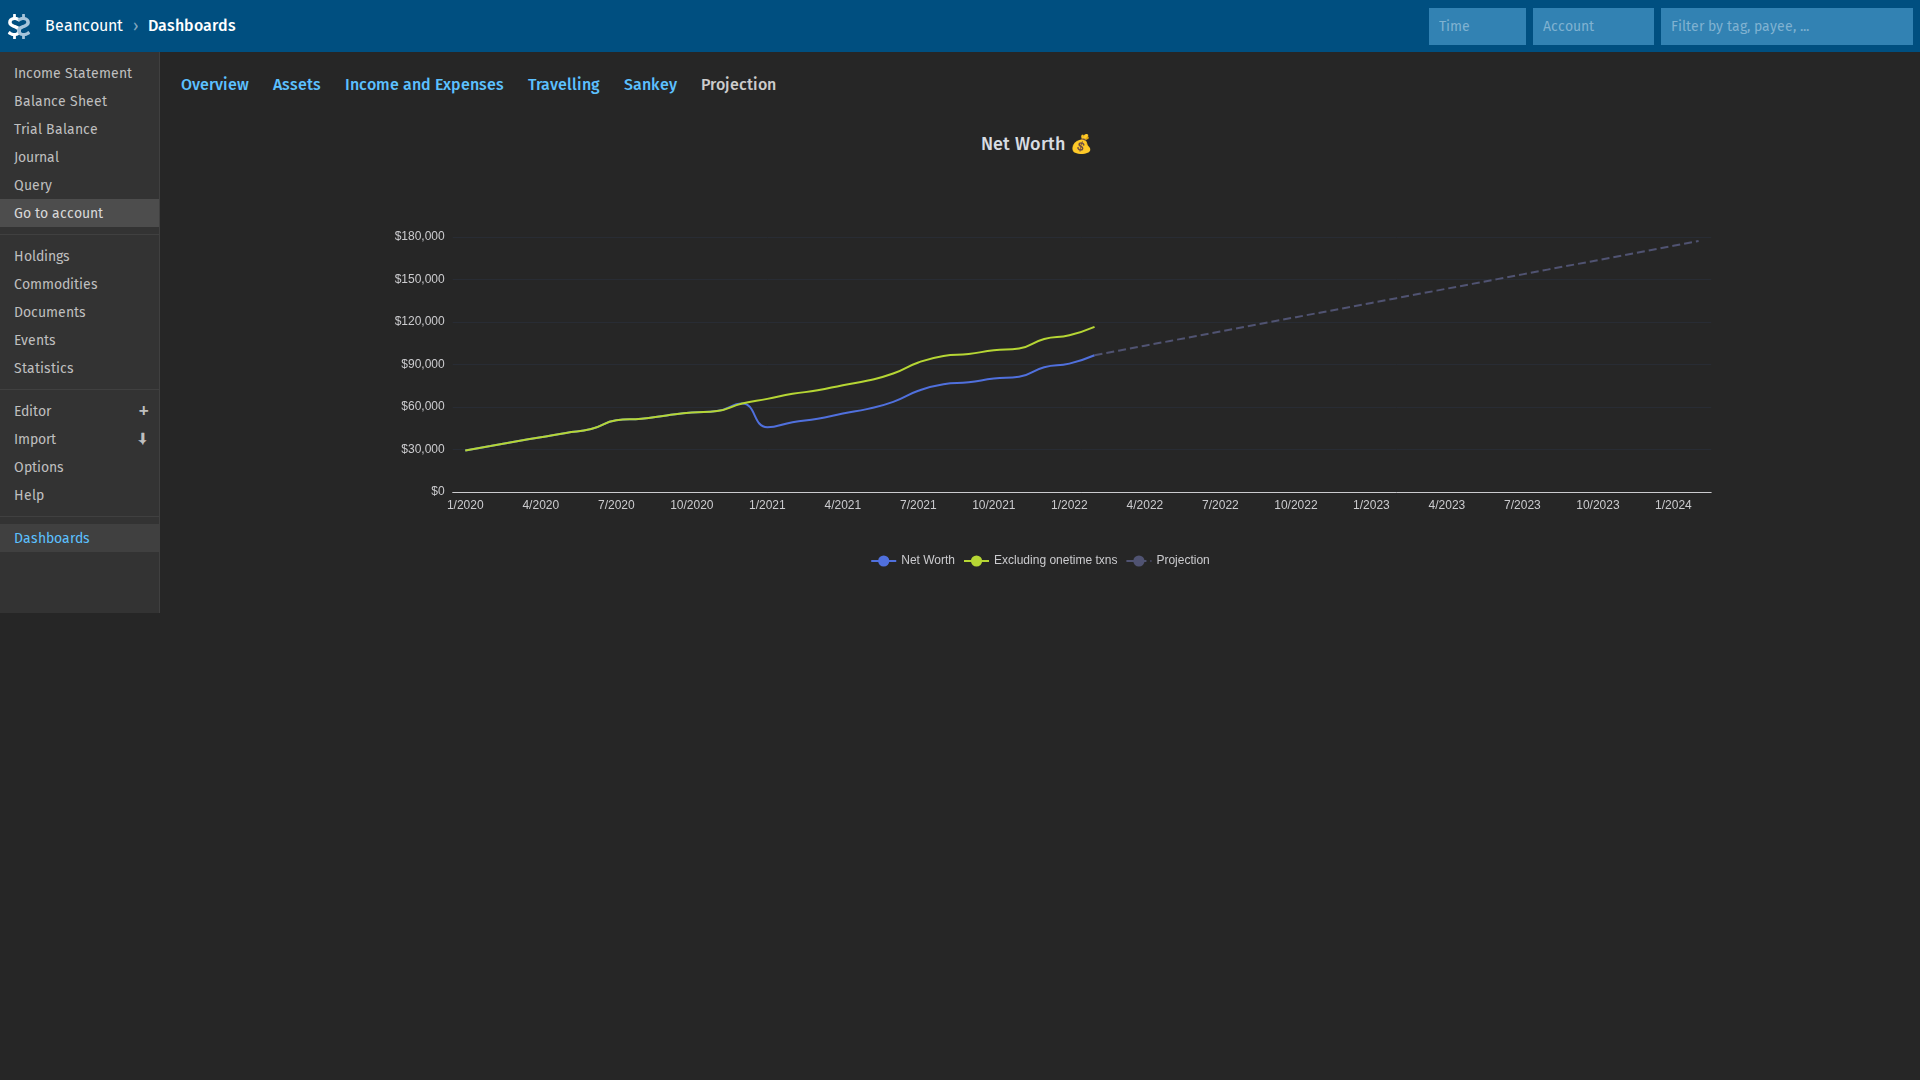 Beancount › Dashboards
Time
Account
Filter by tag, payee, ...
Income Statement
Balance Sheet
Trial Balance
Journal
Query
Go to account
Holdings
Commodities
Documents
Events
Statistics
Editor +
Import ⬇
Options
Help
Dashboards
Overview Assets Income and Expenses Travelling Sankey Projection
Net Worth 💰
$180,000
$150,000
$120,000
$90,000
$60,000
$30,000
$0
1/2020 4/2020 7/2020 10/2020 1/2021 4/2021 7/2021 10/2021 1/2022 4/2022 7/2022 10/2022 1/2023 4/2023 7/2023 10/2023 1/2024
Net Worth Excluding onetime txns Projection